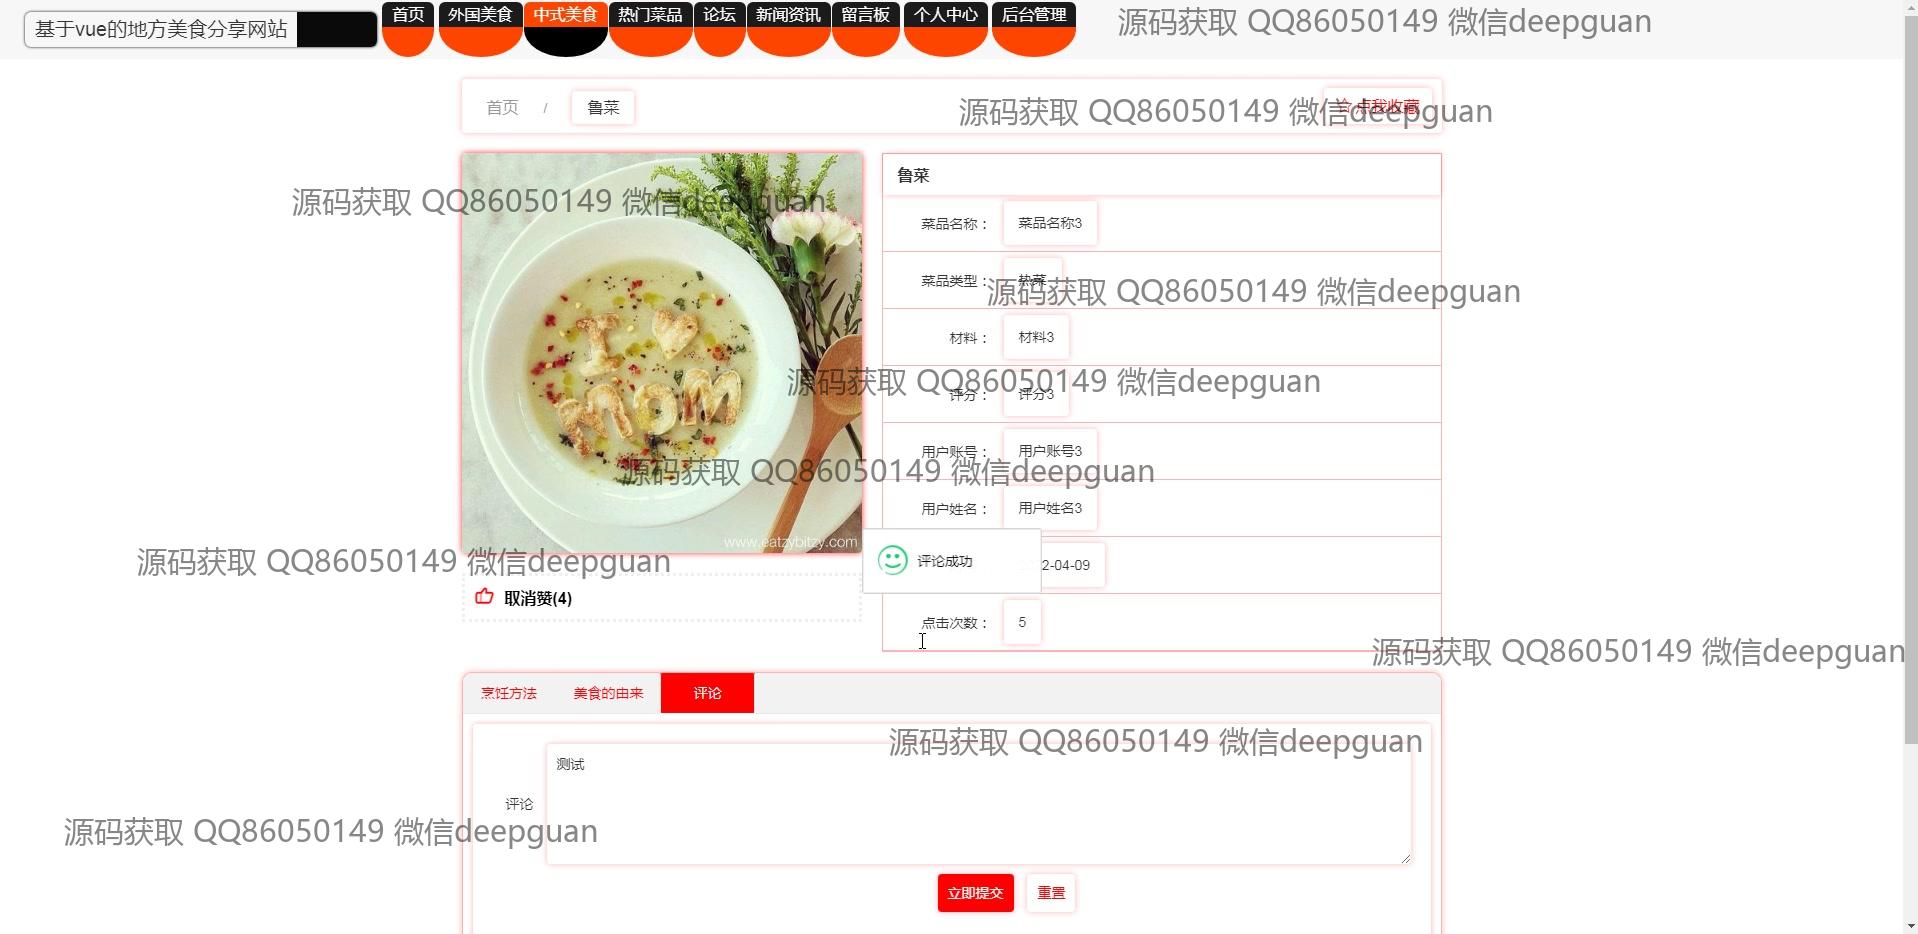 基于vue的地方美食分享网站
首页
外国美食
中式美食
热门菜品
论坛
新闻资讯
留言板
个人中心
后台管理
源码获取 QQ86050149 微信deepguan
首页 / 鲁菜
点我收藏
源码获取 QQ86050149 微信deepguan
鲁菜
源码获取 QQ86050149 微信deepguan
菜品名称： 菜品名称3
菜品类型： 热菜
源码获取 QQ86050149 微信deepguan
I MOM
材料： 材料3
源码获取 QQ86050149 微信deepguan
评分： 评分3
用户账号： 用户账号3
源码获取 QQ86050149 微信deepguan
用户姓名： 用户姓名3
www.eatzybitzy.com
评论成功
2-04-09
源码获取 QQ86050149 微信deepguan
取消赞(4)
点击次数： 5
源码获取 QQ86050149 微信deepguan
烹饪方法
美食的由来
评论
源码获取 QQ86050149 微信deepguan
测试
评论
源码获取 QQ86050149 微信deepguan
立即提交
重置